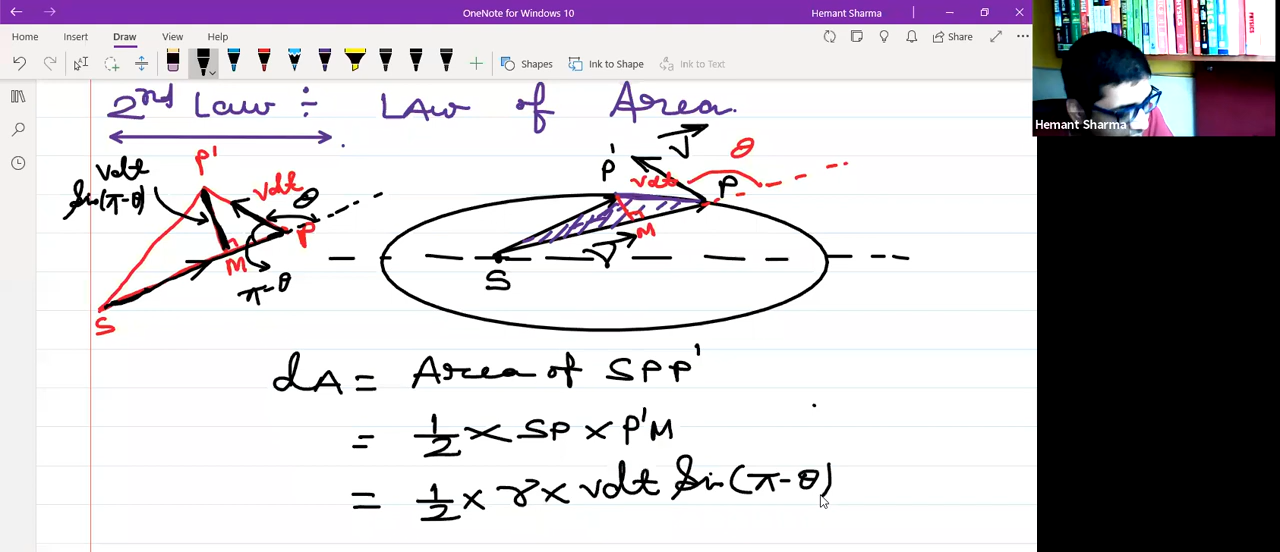 OneNote for Windows 10
Hemant Sharma
Home Insert Draw View Help
Share
Shapes Ink to Shape Ink to Text
2nd Law ÷ LAW of Area.
P'
vdt
Sin(π-θ)
vdt
θ
P
M
π-θ
S
P'
V
θ
vdt
P
M
S
dA = Area of SPP'
= 1/2 × SP × P'M
= 1/2 × r × vdt Sin(π-θ)
Hemant Sharma